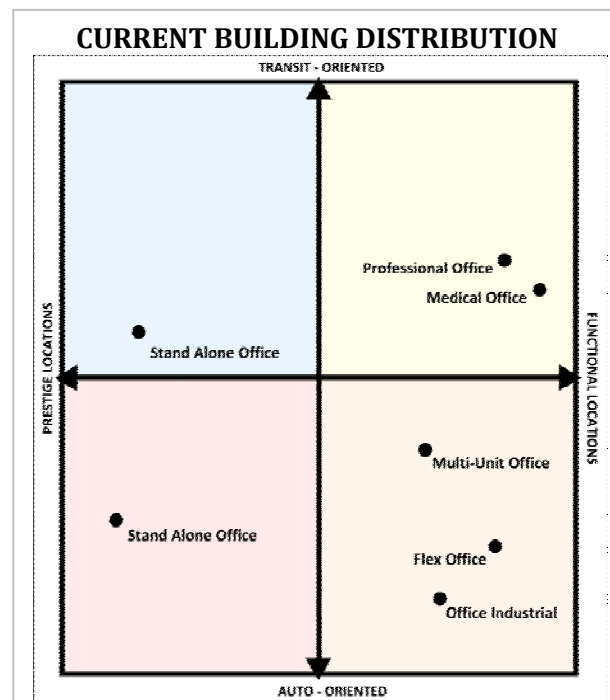 CURRENT BUILDING DISTRIBUTION
TRANSIT - ORIENTED
Professional Office
Medical Office
Stand Alone Office
PRESTIGE LOCATIONS
FUNCTIONAL LOCATIONS
Multi-Unit Office
Stand Alone Office
Flex Office
Office Industrial
AUTO - ORIENTED